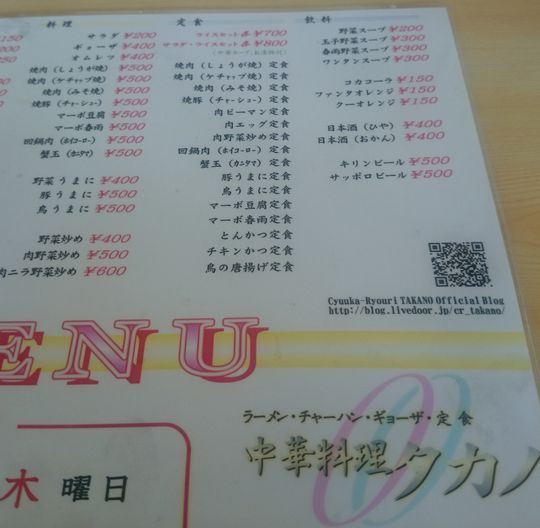 料理
サラダ ¥200
ギョーザ ¥400
オムレツ ¥400
焼肉(しょうが焼) ¥500
焼肉(ケチャップ焼) ¥500
焼肉(みそ焼) ¥500
焼豚(チャーシュー) ¥500
マーボ豆腐 ¥500
マーボ春雨 ¥500
回鍋肉(ホイコーロー) ¥500
蟹玉(カニタマ) ¥500
野菜うまに ¥400
豚うまに ¥500
鳥うまに ¥500
野菜炒め ¥400
肉野菜炒め ¥500
肉ニラ野菜炒め ¥600
定食
ライスセット各¥700
サラダ・ライスセット各¥800
焼肉(しょうが焼)定食
焼肉(ケチャップ焼)定食
焼肉(みそ焼)定食
焼豚(チャーシュー)定食
肉ピーマン定食
肉エッグ定食
肉野菜炒め定食
回鍋肉(ホイコーロー)定食
蟹玉(カニタマ)定食
豚うまに定食
鳥うまに定食
マーボ豆腐定食
マーボ春雨定食
とんかつ定食
チキンかつ定食
鳥の唐揚げ定食
飲料
野菜スープ ¥200
玉子野菜スープ ¥300
春雨野菜スープ ¥300
ワンタンスープ ¥300
コカコーラ ¥150
ファンタオレンジ ¥150
クーオレンジ ¥150
日本酒(ひや) ¥400
日本酒(おかん) ¥400
キリンビール ¥500
サッポロビール ¥500
Cyuuka-Ryouri TAKANO Official Blog
http://blog.livedoor.jp/cr_takano/
ENU
ラーメン・チャーハン・ギョーザ・定食
中華料理タカノ
木曜日